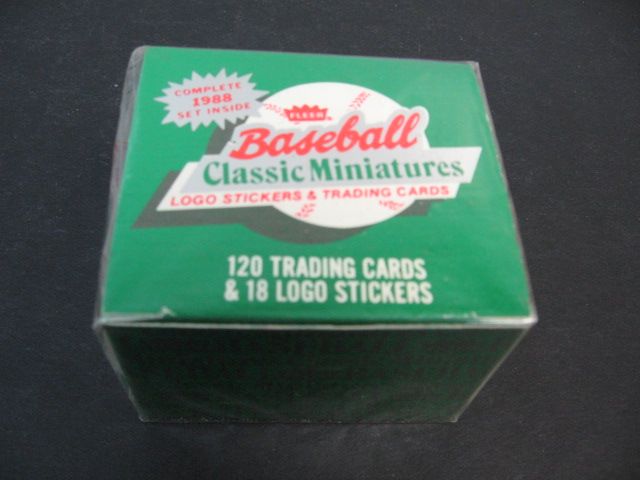 COMPLETE
1988
SET INSIDE
FLEER
Baseball
Classic Miniatures
LOGO STICKERS & TRADING CARDS
120 TRADING CARDS
& 18 LOGO STICKERS